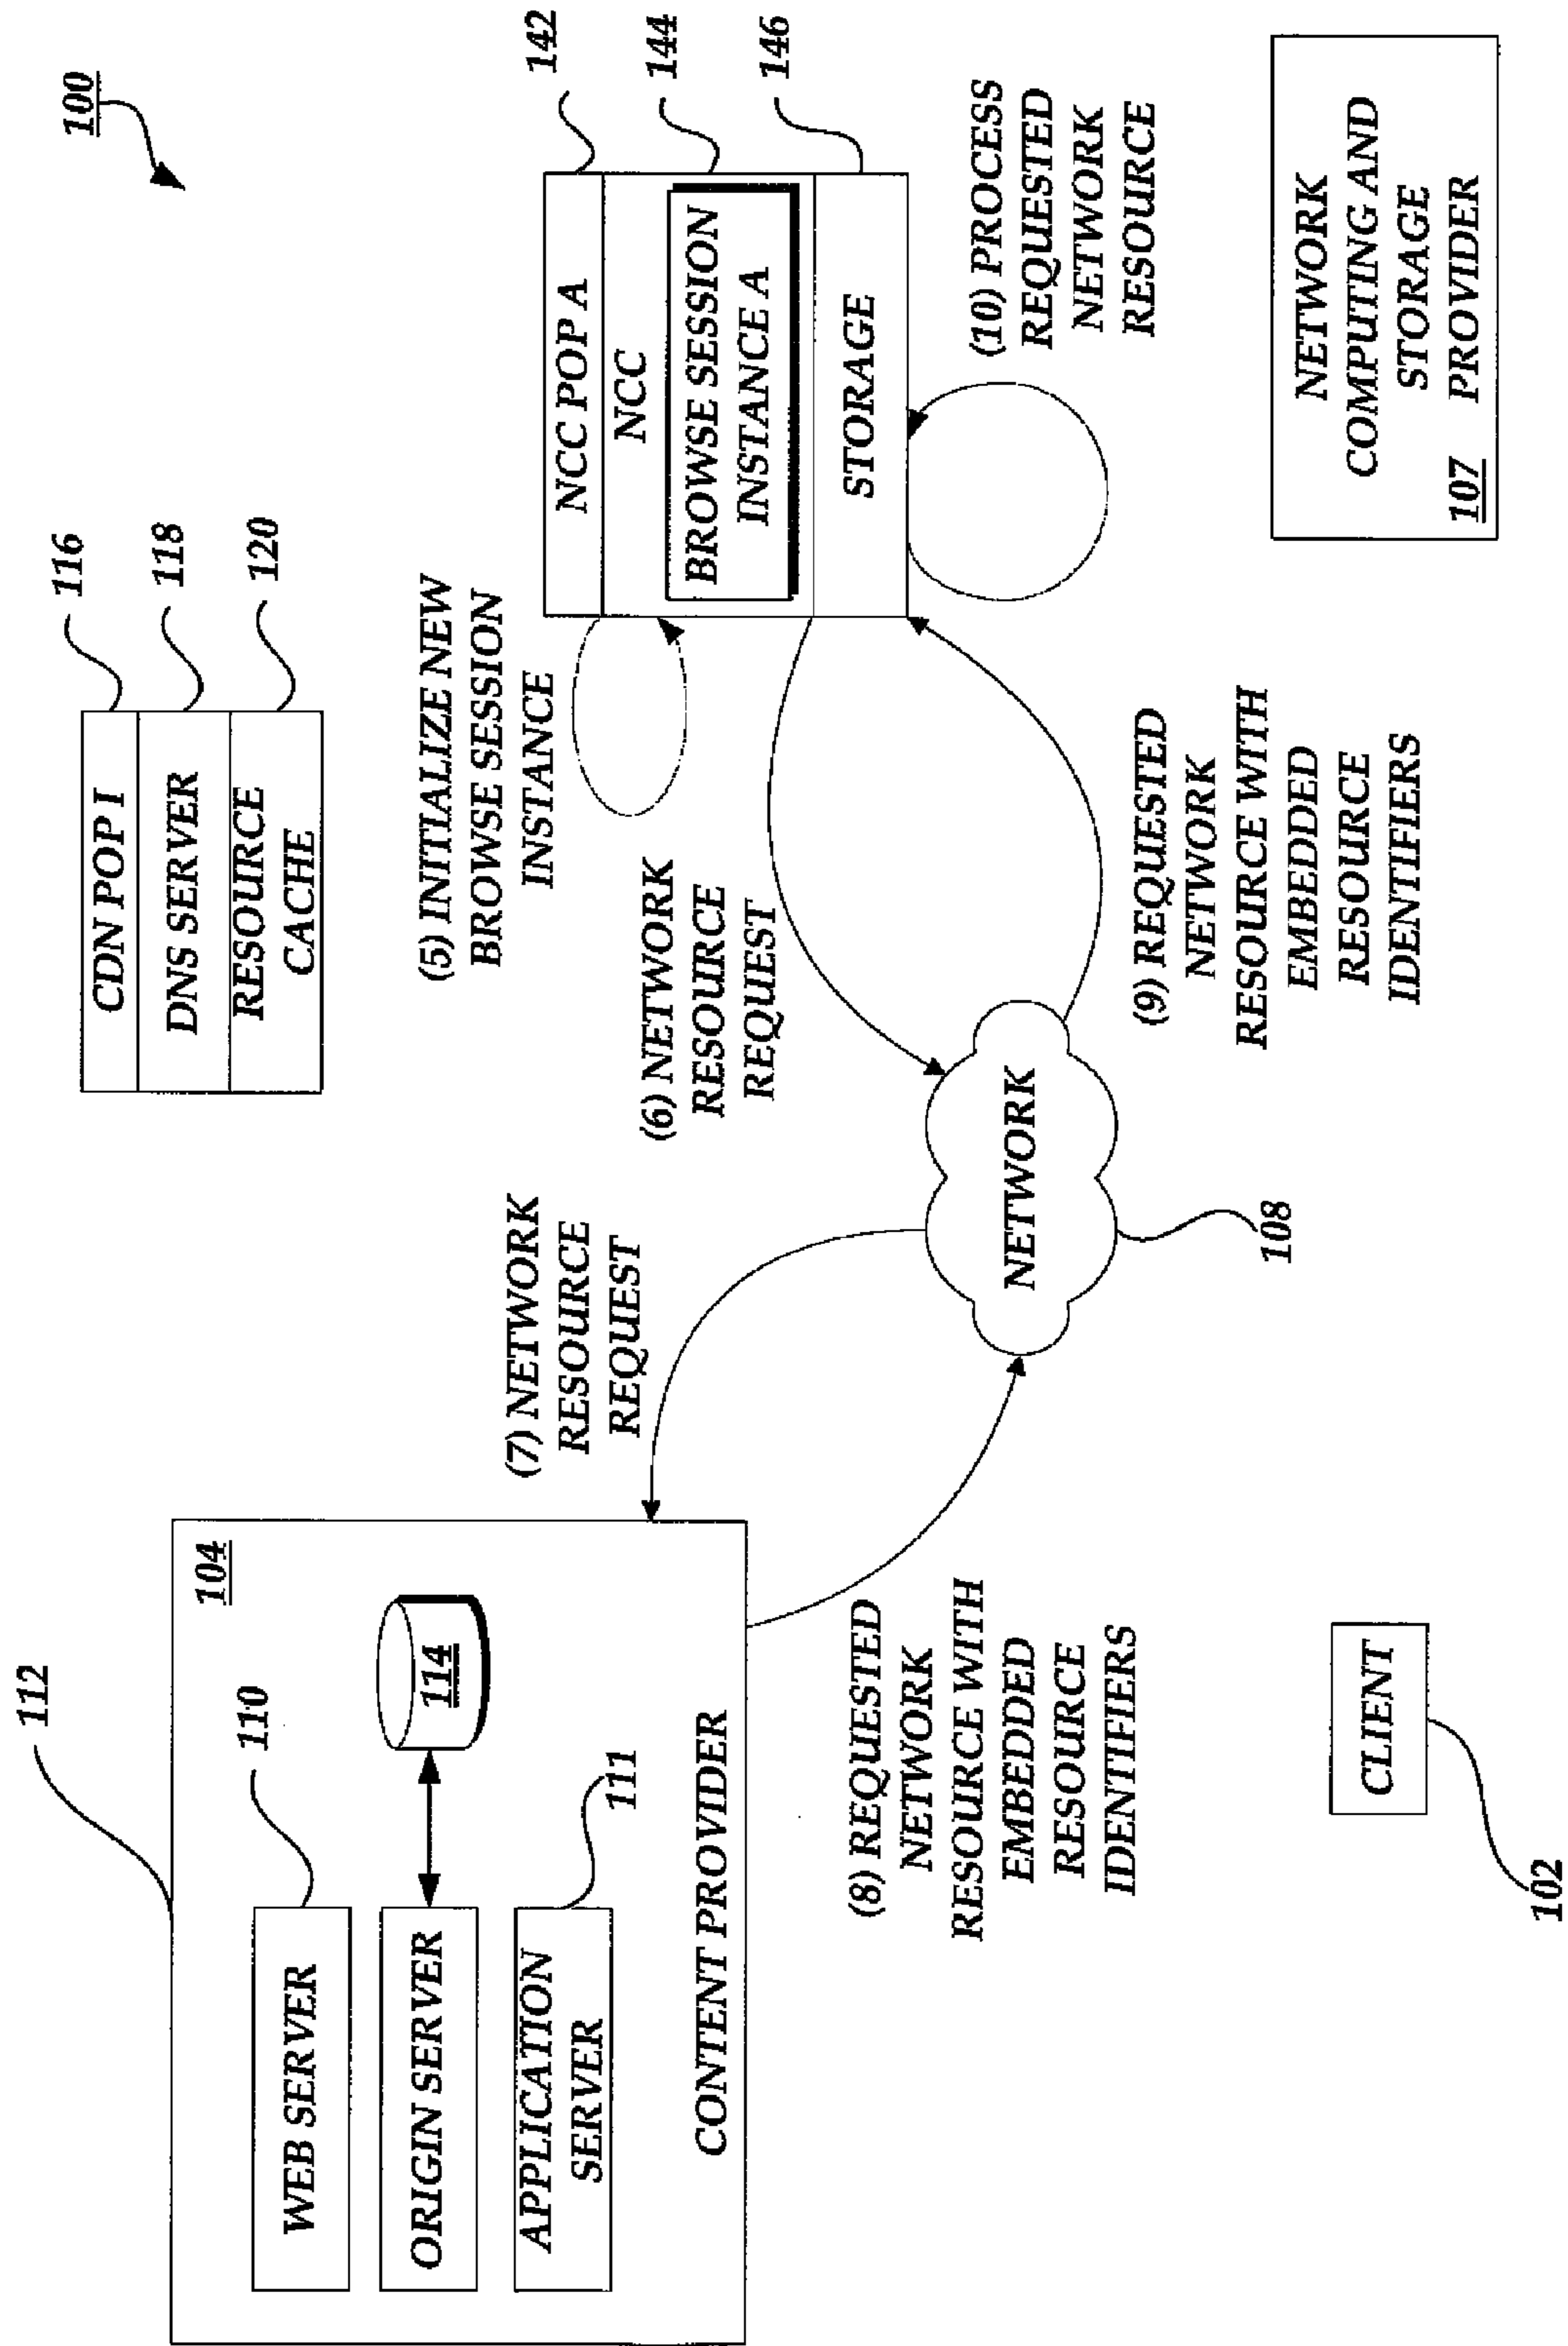 100
112
104
110
WEB SERVER
ORIGIN SERVER
114
APPLICATION
SERVER
111
CONTENT PROVIDER
116
118
120
CDN POP I
DNS SERVER
RESOURCE
CACHE
(5) INITIALIZE NEW
BROWSE SESSION
INSTANCE
142
144
146
NCC POP A
NCC
BROWSE SESSION
INSTANCE A
STORAGE
(6) NETWORK
RESOURCE
REQUEST
(7) NETWORK
RESOURCE
REQUEST
(8) REQUESTED
NETWORK
RESOURCE WITH
EMBEDDED
RESOURCE
IDENTIFIERS
NETWORK
108
(9) REQUESTED
NETWORK
RESOURCE WITH
EMBEDDED
RESOURCE
IDENTIFIERS
(10) PROCESS
REQUESTED
NETWORK
RESOURCE
CLIENT
102
NETWORK
COMPUTING AND
STORAGE
107 PROVIDER